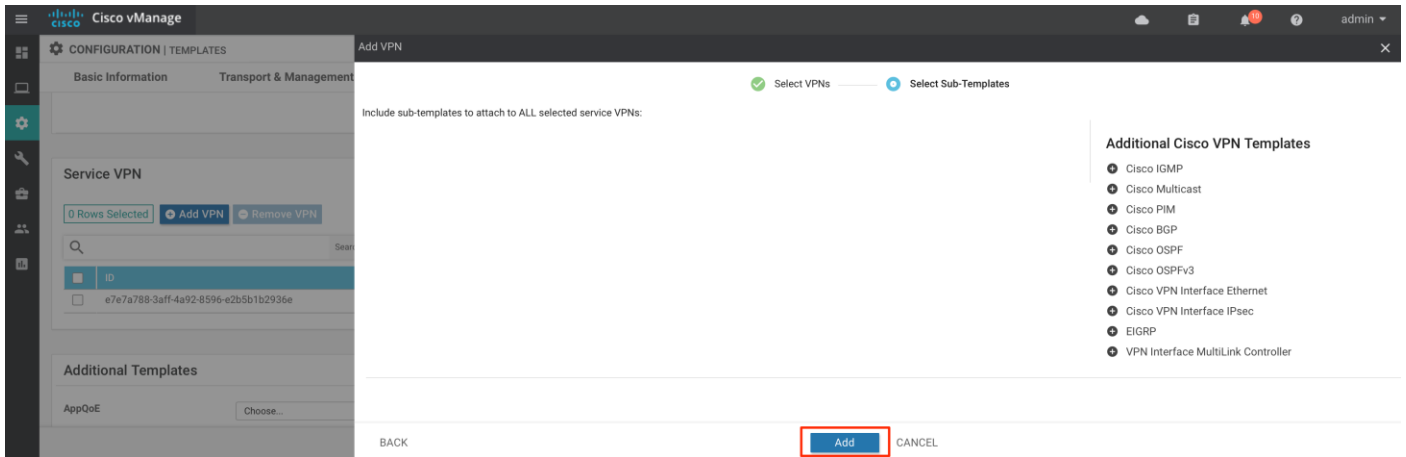 cisco Cisco vManage
10
admin
CONFIGURATION | TEMPLATES
Basic Information Transport & Management
Service VPN
0 Rows Selected Add VPN Remove VPN
Sear
ID
e7e7a788-3aff-4a92-8596-e2b5b1b2936e
Additional Templates
AppQoE Choose...
Add VPN
Select VPNs Select Sub-Templates
Include sub-templates to attach to ALL selected service VPNs:
Additional Cisco VPN Templates
Cisco IGMP
Cisco Multicast
Cisco PIM
Cisco BGP
Cisco OSPF
Cisco OSPFv3
Cisco VPN Interface Ethernet
Cisco VPN Interface IPsec
EIGRP
VPN Interface MultiLink Controller
BACK Add CANCEL